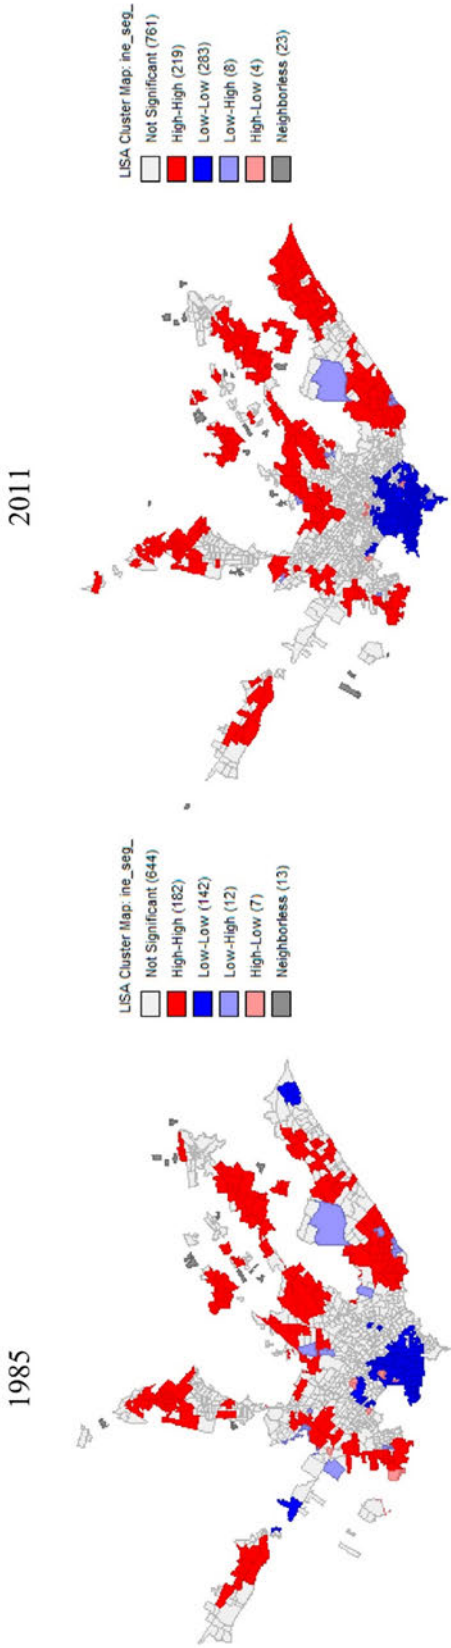 1985
LISA Cluster Map: ine_seg_
Not Significant (644)
High-High (182)
Low-Low (142)
Low-High (12)
High-Low (7)
Neighborless (13)
2011
LISA Cluster Map: ine_seg_
Not Significant (761)
High-High (219)
Low-Low (283)
Low-High (8)
High-Low (4)
Neighborless (23)